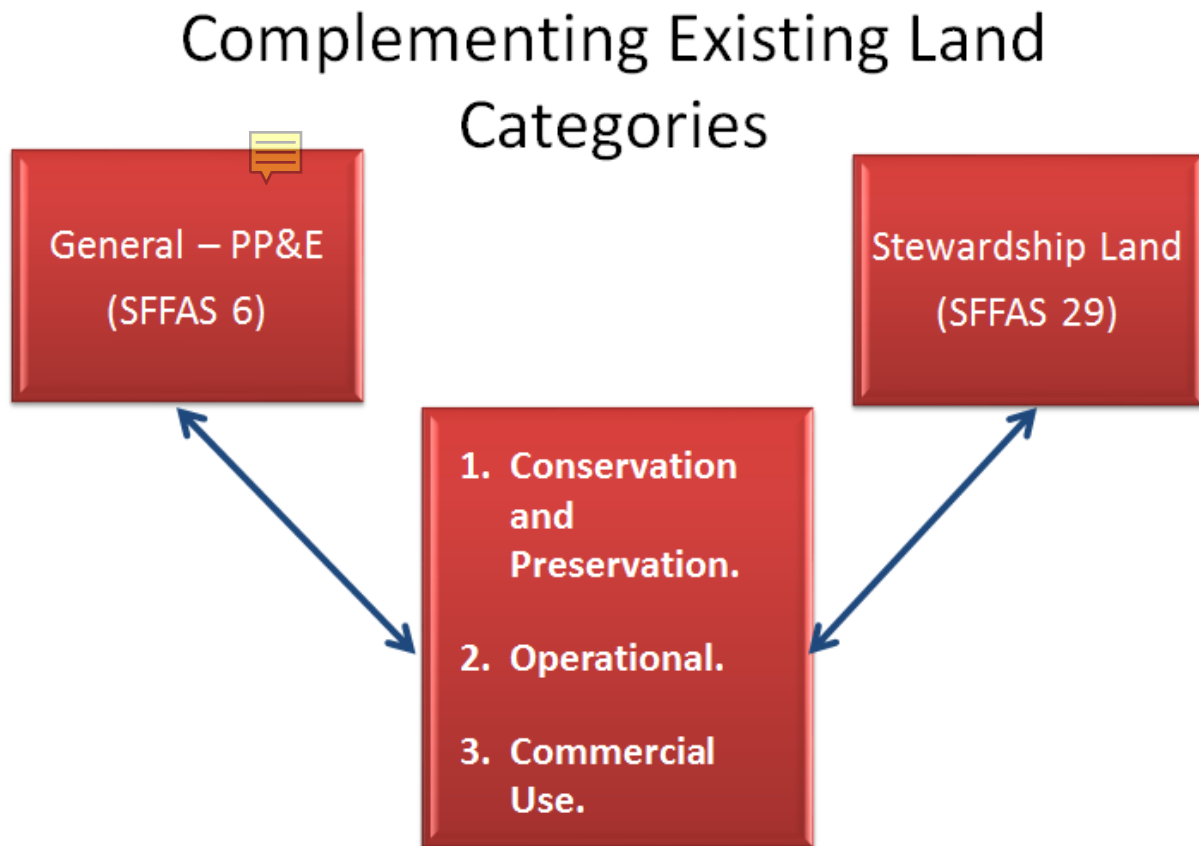 Complementing Existing Land
Categories
General – PP&E
(SFFAS 6)
Stewardship Land
(SFFAS 29)
1. Conservation
and
Preservation.
2. Operational.
3. Commercial
Use.